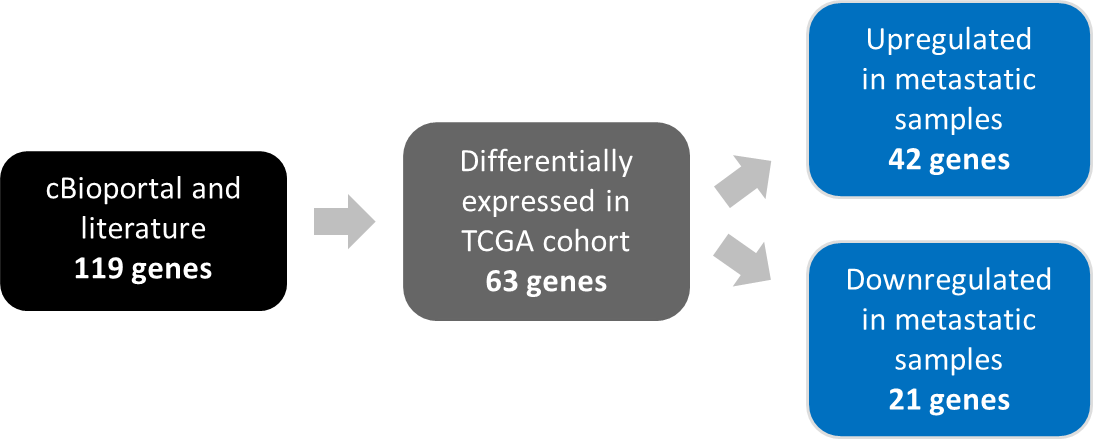 cBioportal and
literature
119 genes
Differentially
expressed in
TCGA cohort
63 genes
Upregulated
in metastatic
samples
42 genes
Downregulated
in metastatic
samples
21 genes